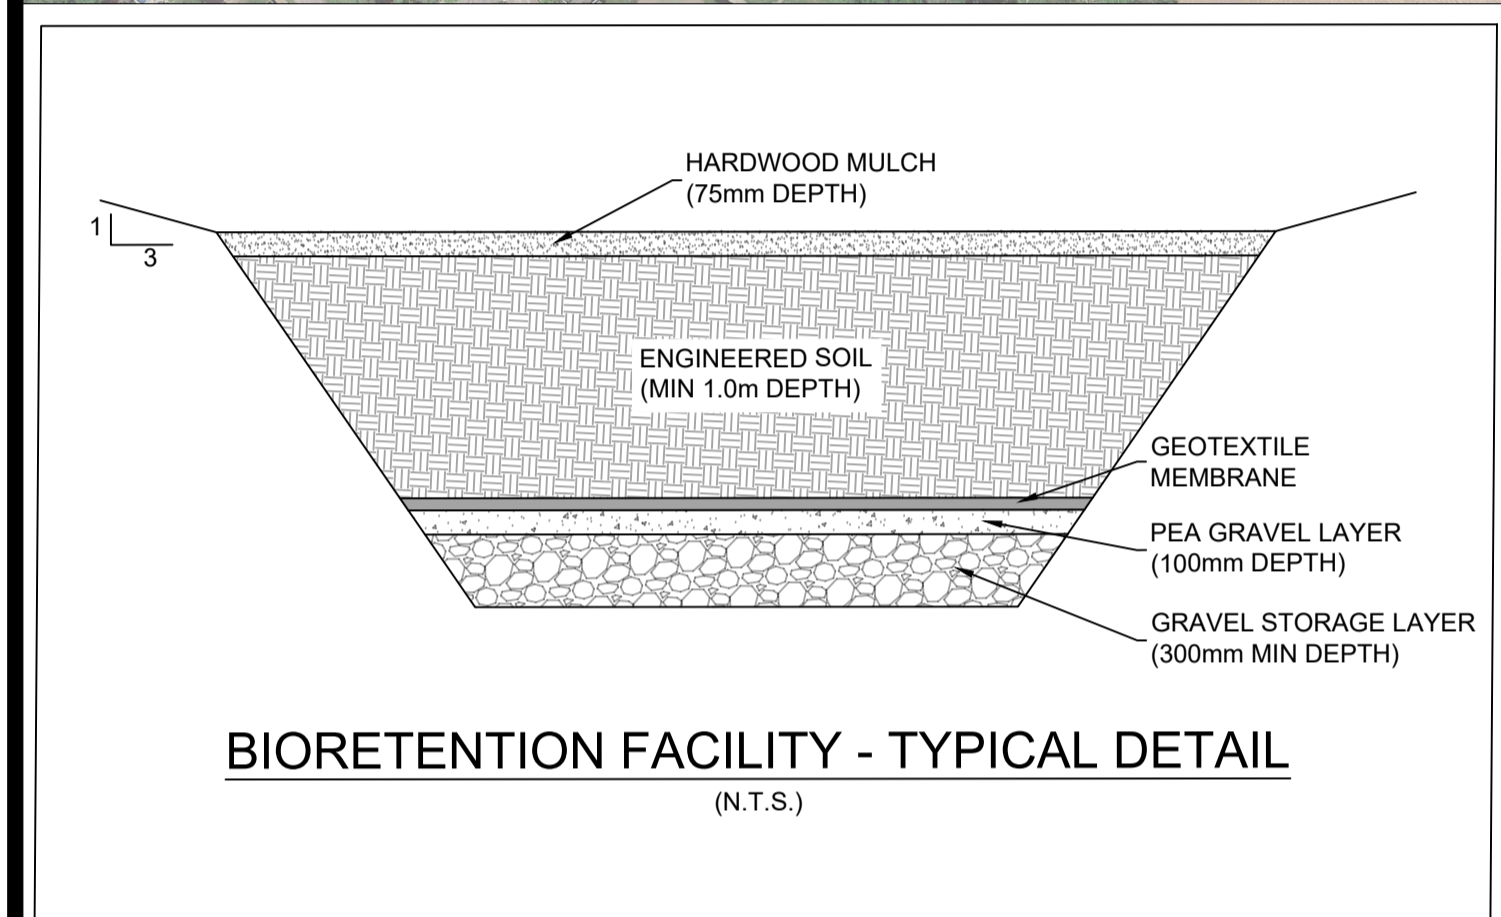 HARDWOOD MULCH
(75mm DEPTH)
1
3
ENGINEERED SOIL
(MIN 1.0m DEPTH)
GEOTEXTILE
MEMBRANE
PEA GRAVEL LAYER
(100mm DEPTH)
GRAVEL STORAGE LAYER
(300mm MIN DEPTH)
BIORETENTION FACILITY - TYPICAL DETAIL
(N.T.S.)